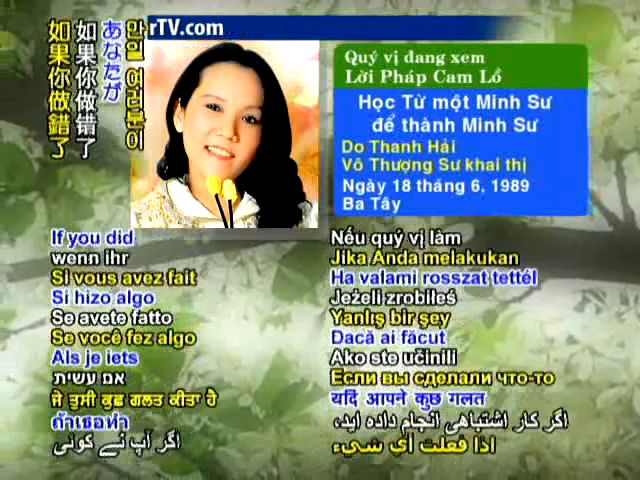 如果你做錯了
如果你做错了
あなたが
만일 여러분이
rTV.com
Quý vị đang xem
Lời Pháp Cam Lồ
Học Từ một Minh Sư
để thành Minh Sư
Do Thanh Hải
Vô Thượng Sư khai thị
Ngày 18 tháng 6, 1989
Ba Tây
If you did
wenn ihr
Si vous avez fait
Si hizo algo
Se avete fatto
Se você fez algo
Als je iets
אם עשית
ਜੇ ਤੁਸੀ ਕੁਛ ਗਲਤ ਕੀਤਾ ਹੈ
ถ้าเธอทำ
اگر آپ نے کوئی
Nếu quý vị làm
Jika Anda melakukan
Ha valami rosszat tettél
Jeżeli zrobiłeś
Yanlış bir şey
Dacă ai făcut
Ako ste učinili
Если вы сделали что-то
यदि आपने कुछ गलत
اگر کار اشتباهی انجام داده اید،
اذا فعلت أي شيء